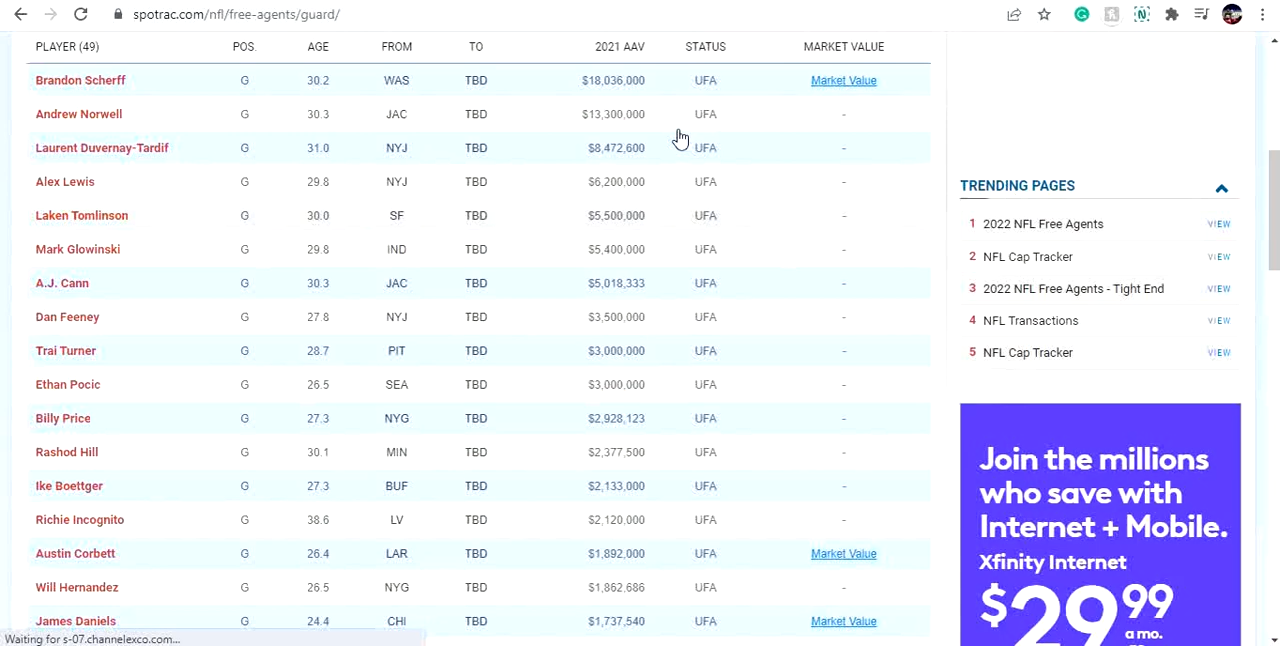 spotrac.com/nfl/free-agents/guard/
PLAYER (49) POS. AGE FROM TO 2021 AAV STATUS MARKET VALUE
Brandon Scherff G 30.2 WAS TBD $18,036,000 UFA Market Value
Andrew Norwell G 30.3 JAC TBD $13,300,000 UFA -
Laurent Duvernay-Tardif G 31.0 NYJ TBD $8,472,600 UFA -
Alex Lewis G 29.8 NYJ TBD $6,200,000 UFA -
Laken Tomlinson G 30.0 SF TBD $5,500,000 UFA -
Mark Glowinski G 29.8 IND TBD $5,400,000 UFA -
A.J. Cann G 30.3 JAC TBD $5,018,333 UFA -
Dan Feeney G 27.8 NYJ TBD $3,500,000 UFA -
Trai Turner G 28.7 PIT TBD $3,000,000 UFA -
Ethan Pocic G 26.5 SEA TBD $3,000,000 UFA -
Billy Price G 27.3 NYG TBD $2,928,123 UFA -
Rashod Hill G 30.1 MIN TBD $2,377,500 UFA -
Ike Boettger G 27.3 BUF TBD $2,133,000 UFA -
Richie Incognito G 38.6 LV TBD $2,120,000 UFA -
Austin Corbett G 26.4 LAR TBD $1,892,000 UFA Market Value
Will Hernandez G 26.5 NYG TBD $1,862,686 UFA -
James Daniels G 24.4 CHI TBD $1,737,540 UFA Market Value
Waiting for s-07.channelexco.com...
TRENDING PAGES
1 2022 NFL Free Agents VIEW
2 NFL Cap Tracker VIEW
3 2022 NFL Free Agents - Tight End VIEW
4 NFL Transactions VIEW
5 NFL Cap Tracker VIEW
Join the millions
who save with
Internet + Mobile.
Xfinity Internet
$29.99
a mo.